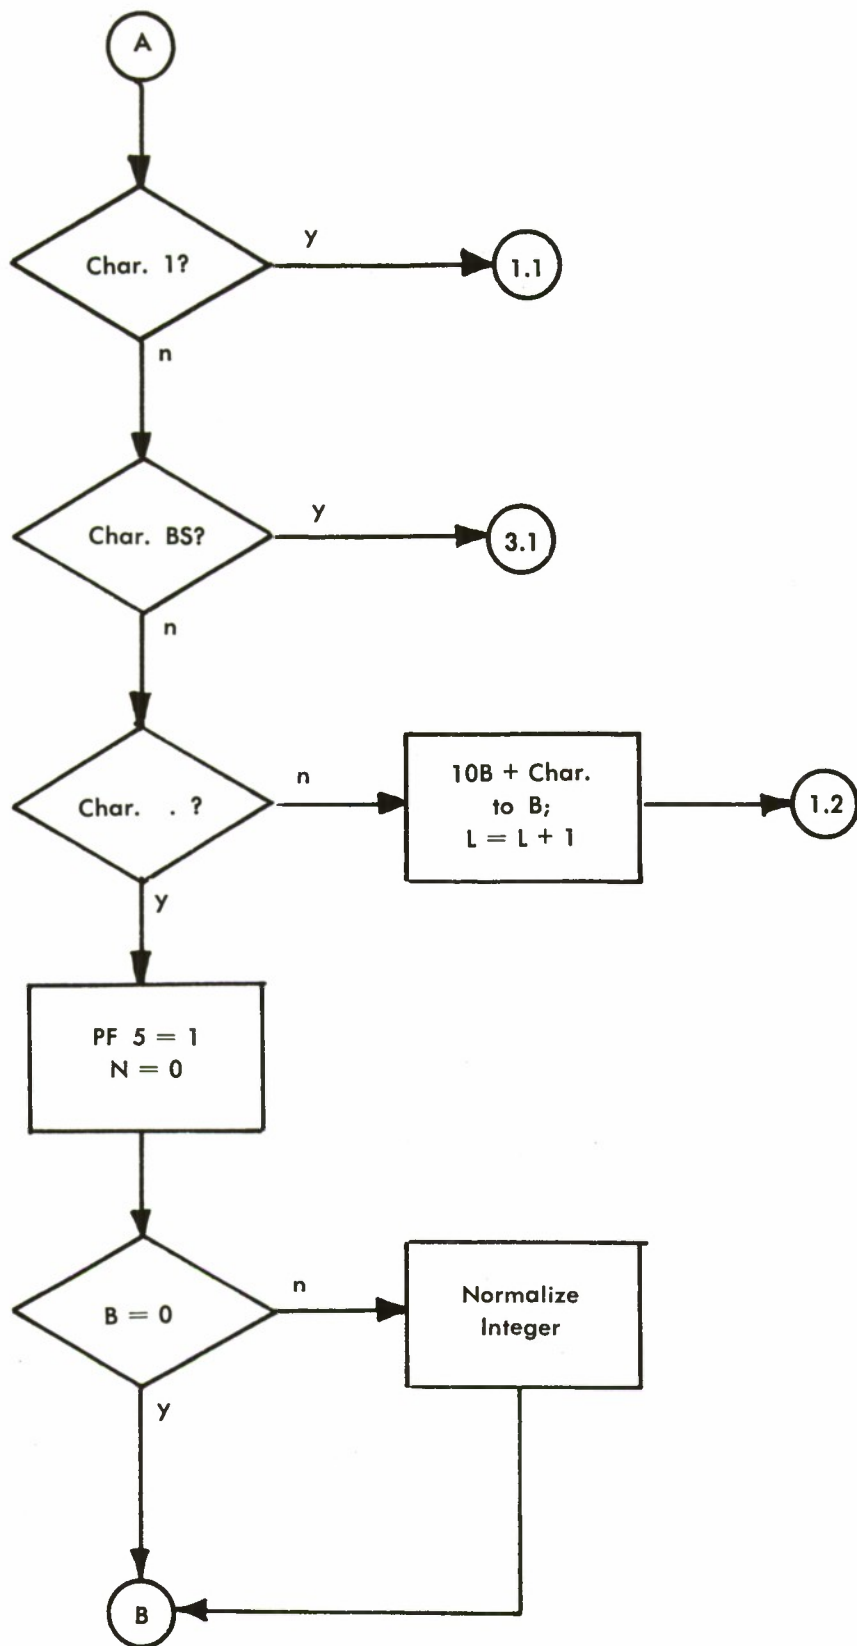 A
Char. 1?
y
1.1
n
Char. BS?
y
3.1
n
Char. . ?
n
10B + Char.
to B;
L = L + 1
1.2
y
PF 5 = 1
N = 0
B = 0
n
Normalize
Integer
y
B